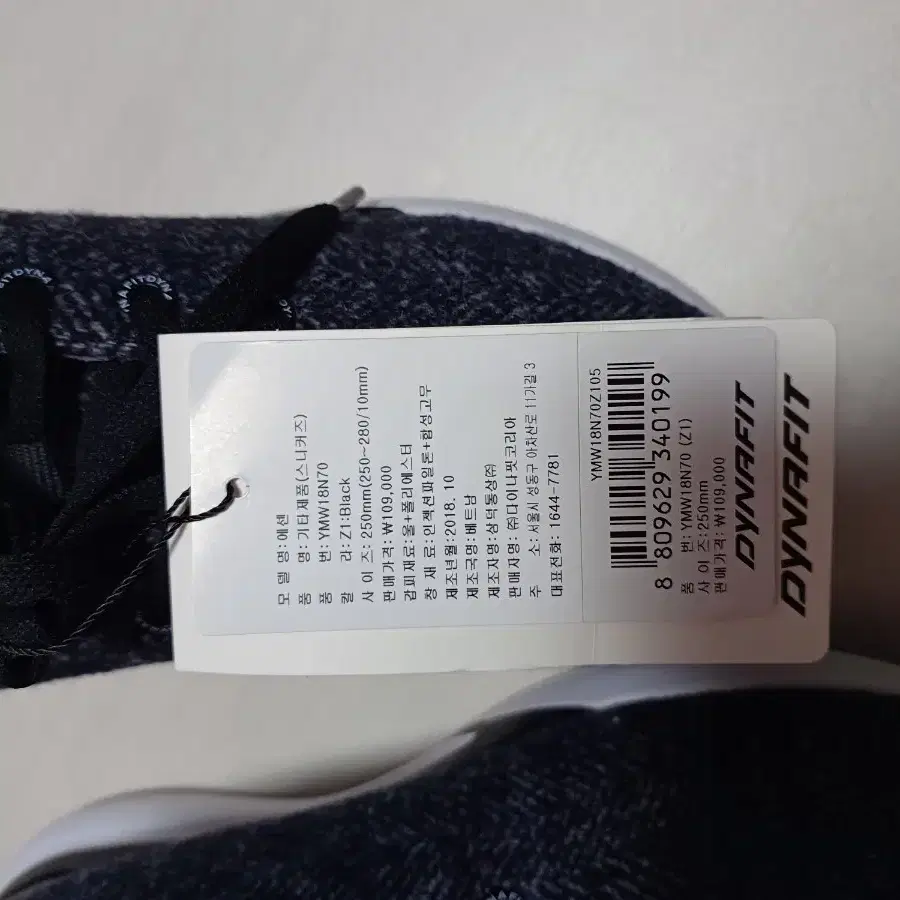 모 델 명:에센
품      명:기타제품(스니커즈)
품      번:YMW18N70
칼      라:Z1:Black
사 이 즈:250mm(250~280/10mm)
판매가격:₩109,000
갑피재료:울+폴리에스터
창 재 료:인젝션파일론+합성고무
제조년월:2018. 10
제조국명:베트남
제조자명:상덕통상㈜
판매자명:㈜다이나핏코리아
주      소:서울시 성동구 아차산로 11가길 3
대표전화: 1644-7781
YMW18N70Z105
8 809629 340199
품      번:YMW18N70 (Z1)
사 이 즈:250mm
판매가격:₩109,000
DYNAFIT
DYNAFIT